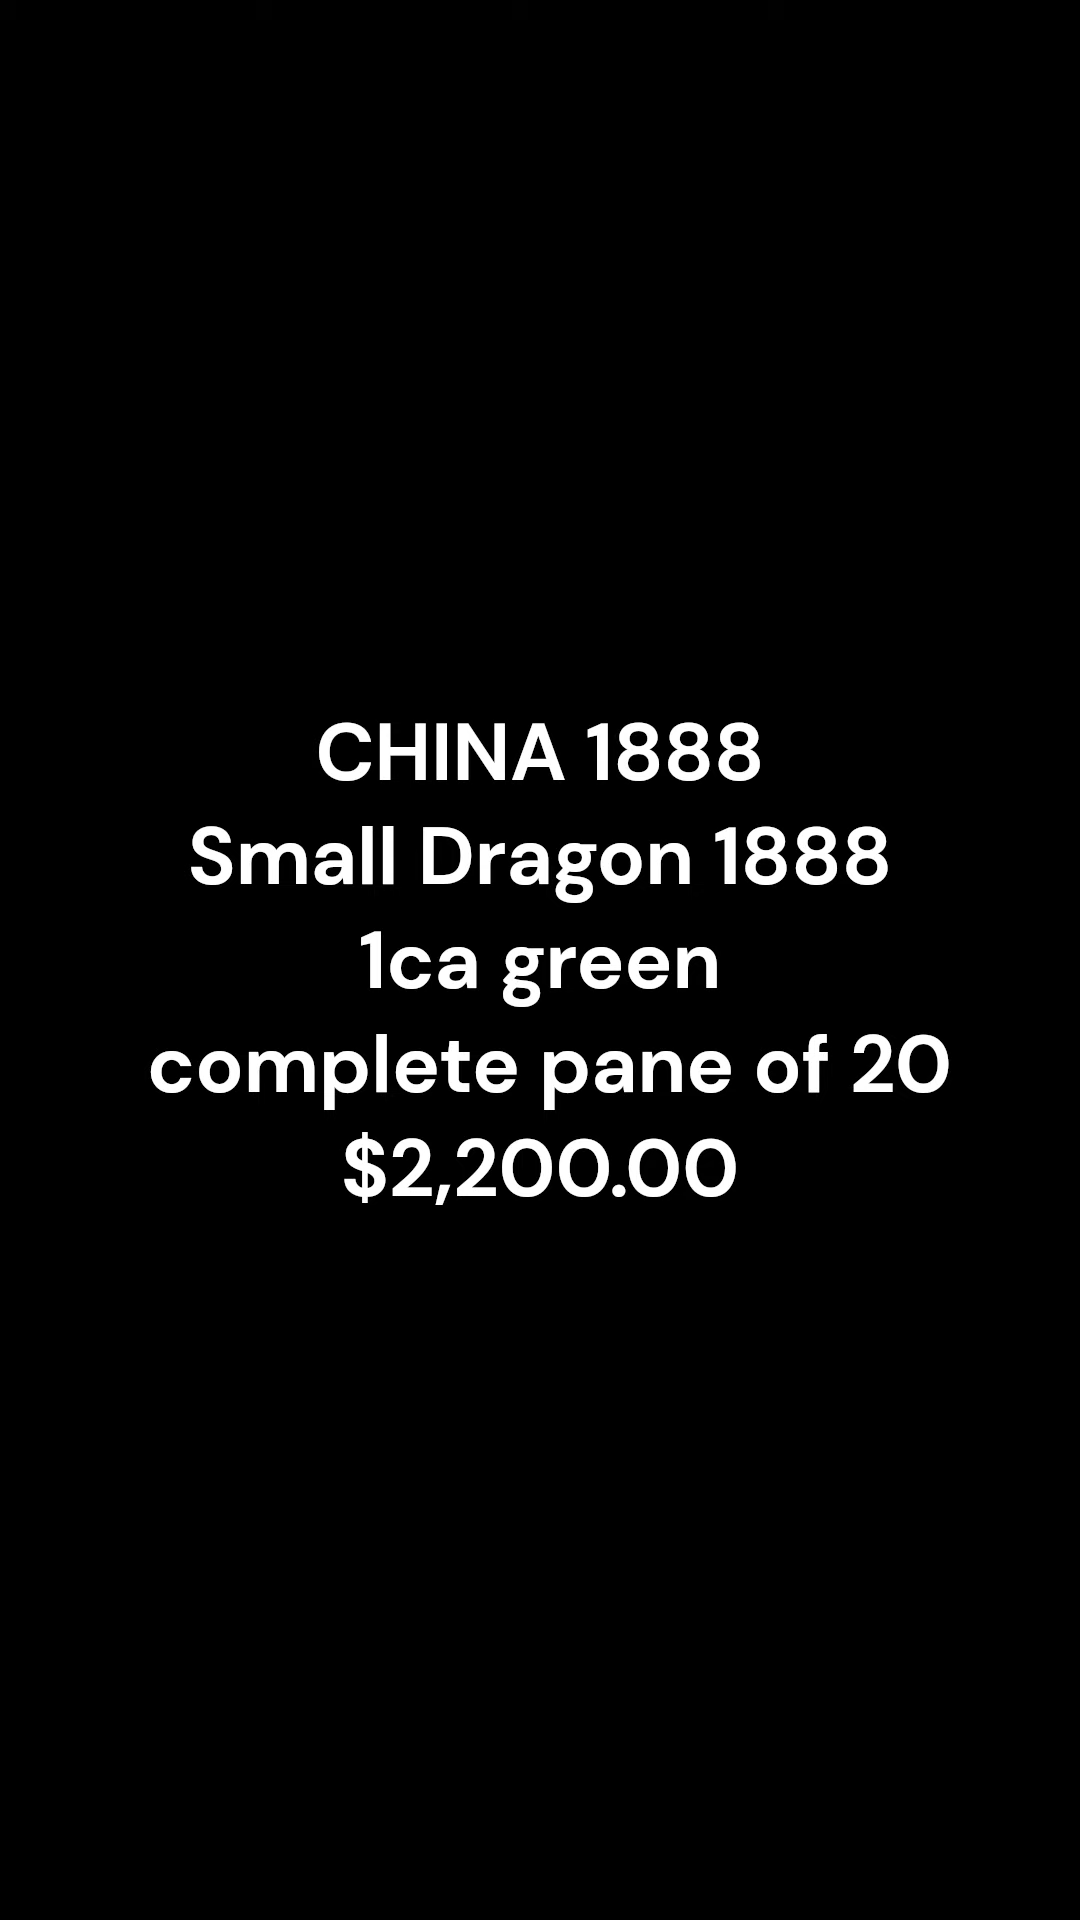 CHINA 1888
Small Dragon 1888
1ca green
complete pane of 20
$2,200.00